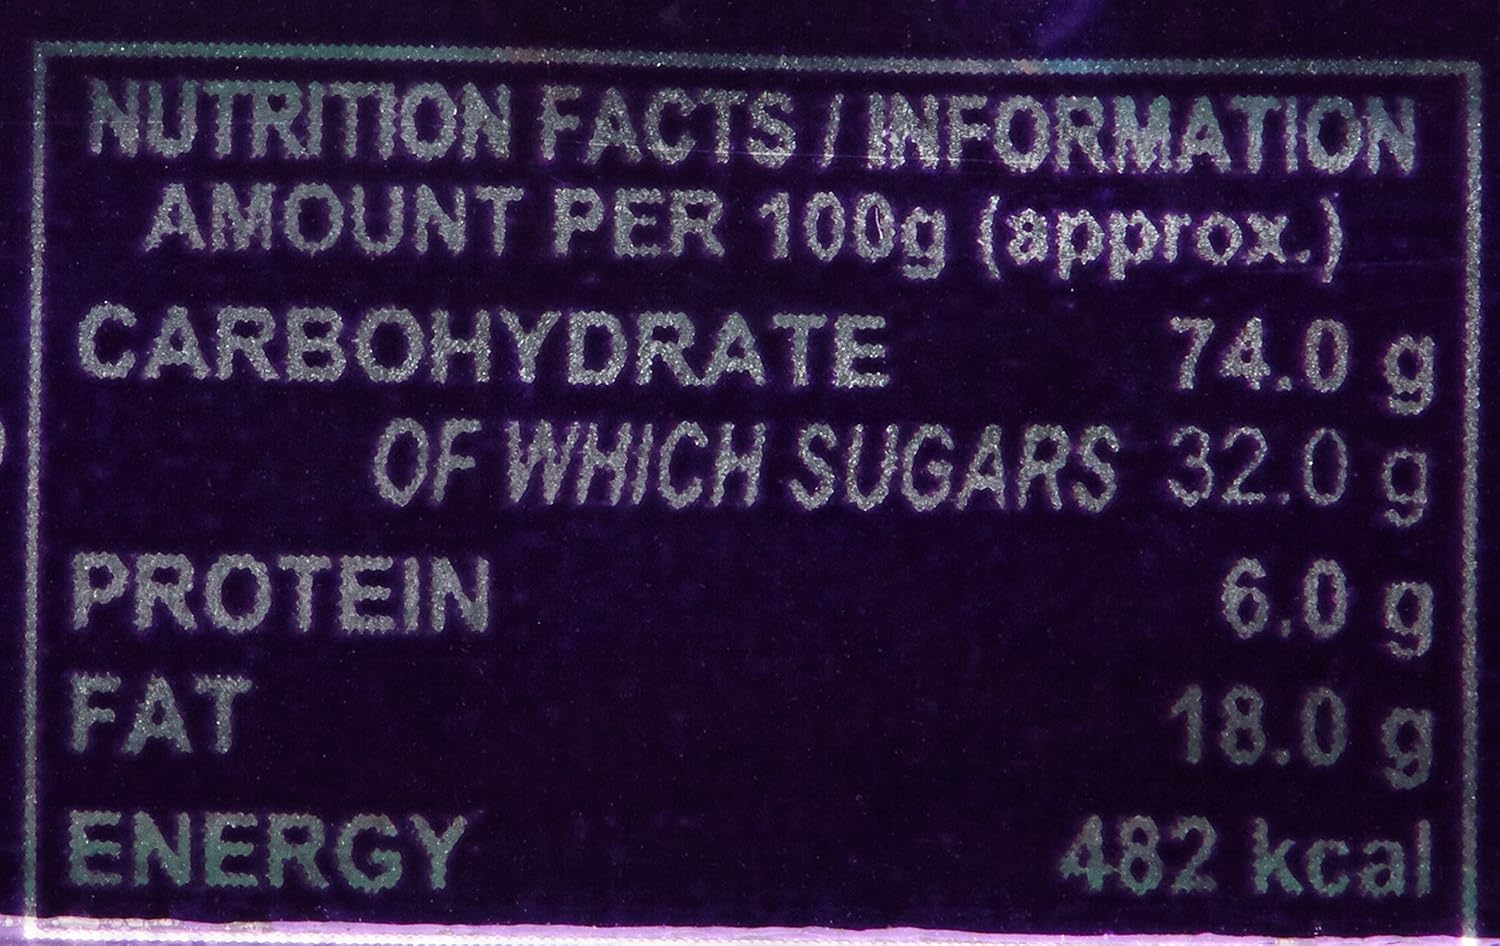 NUTRITION FACTS / INFORMATION
AMOUNT PER 100g (approx.)
CARBOHYDRATE 74.0 g
OF WHICH SUGARS 32.0 g
PROTEIN 6.0 g
FAT 18.0 g
ENERGY 482 kcal